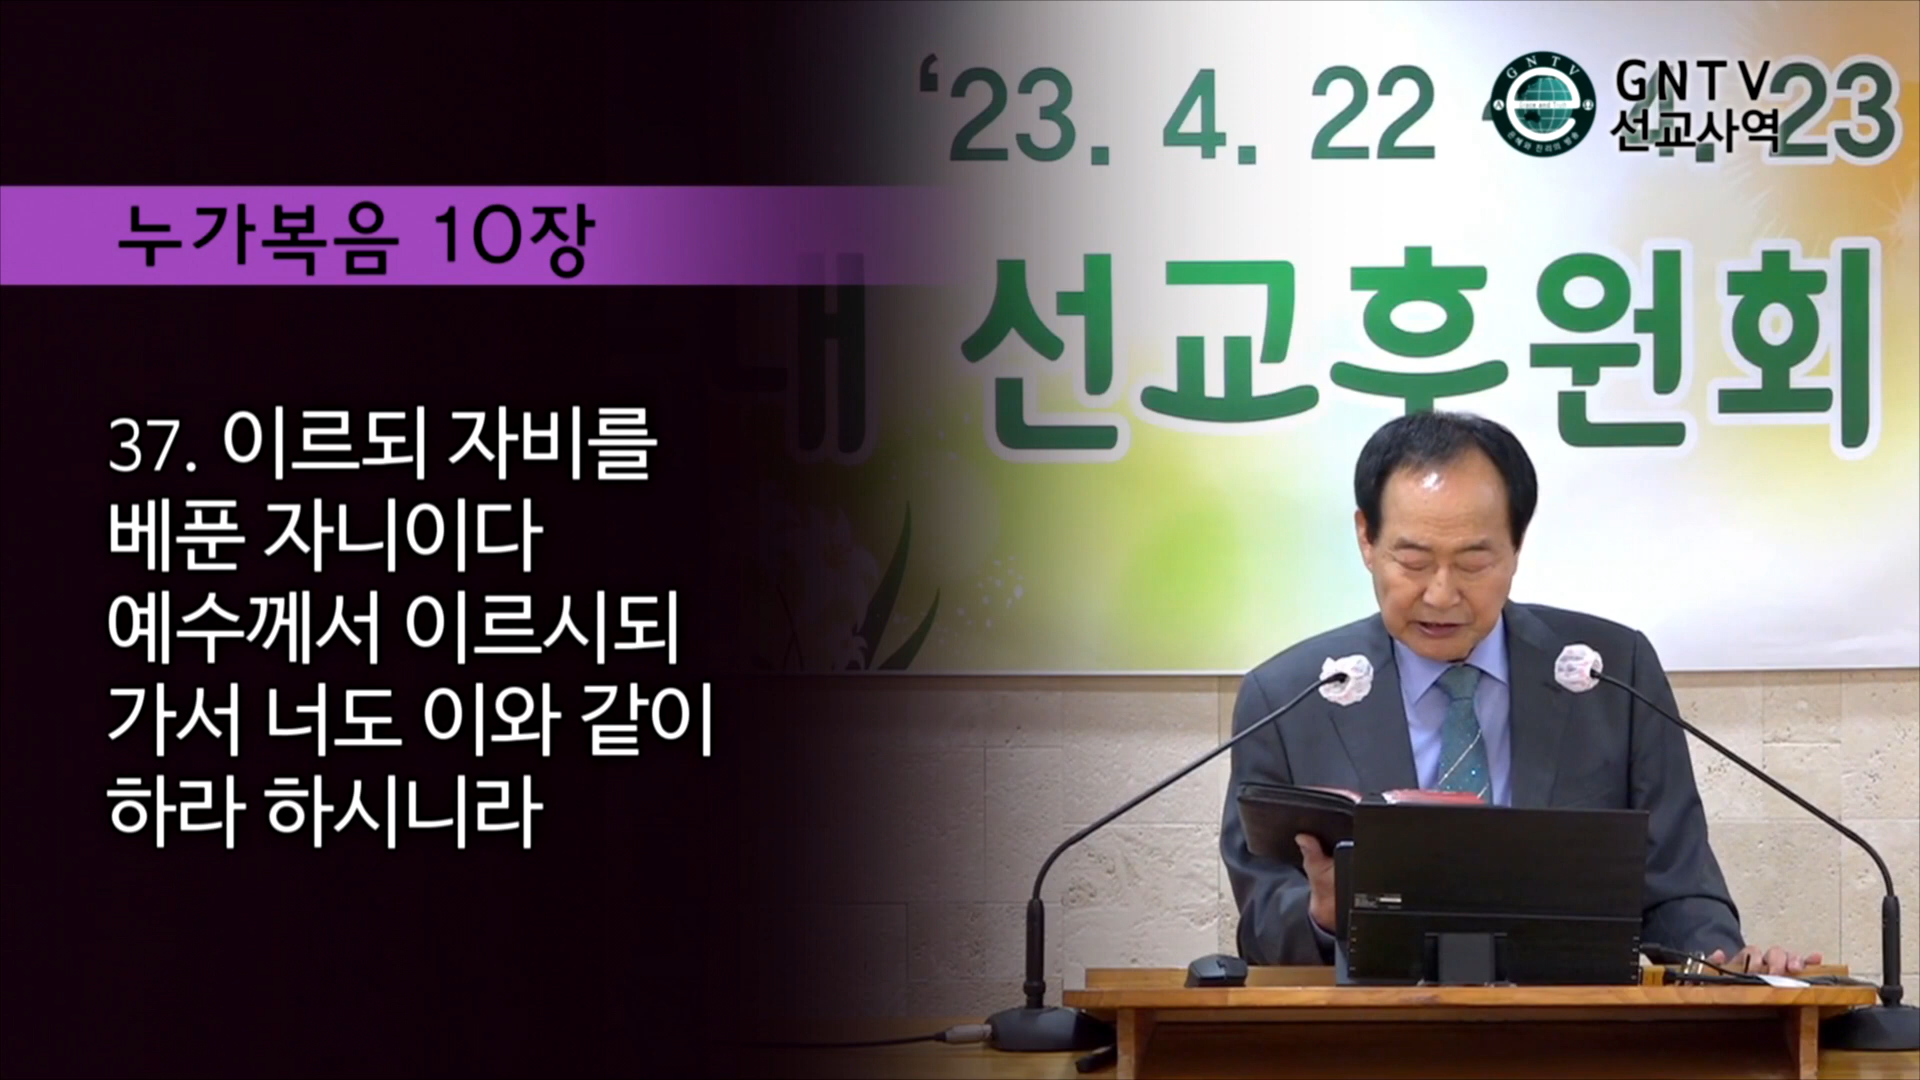 '23. 4. 22
23
GNTV
선교사역
누가복음 10장
내 선교후원회
37. 이르되 자비를
베푼 자니이다
예수께서 이르시되
가서 너도 이와 같이
하라 하시니라